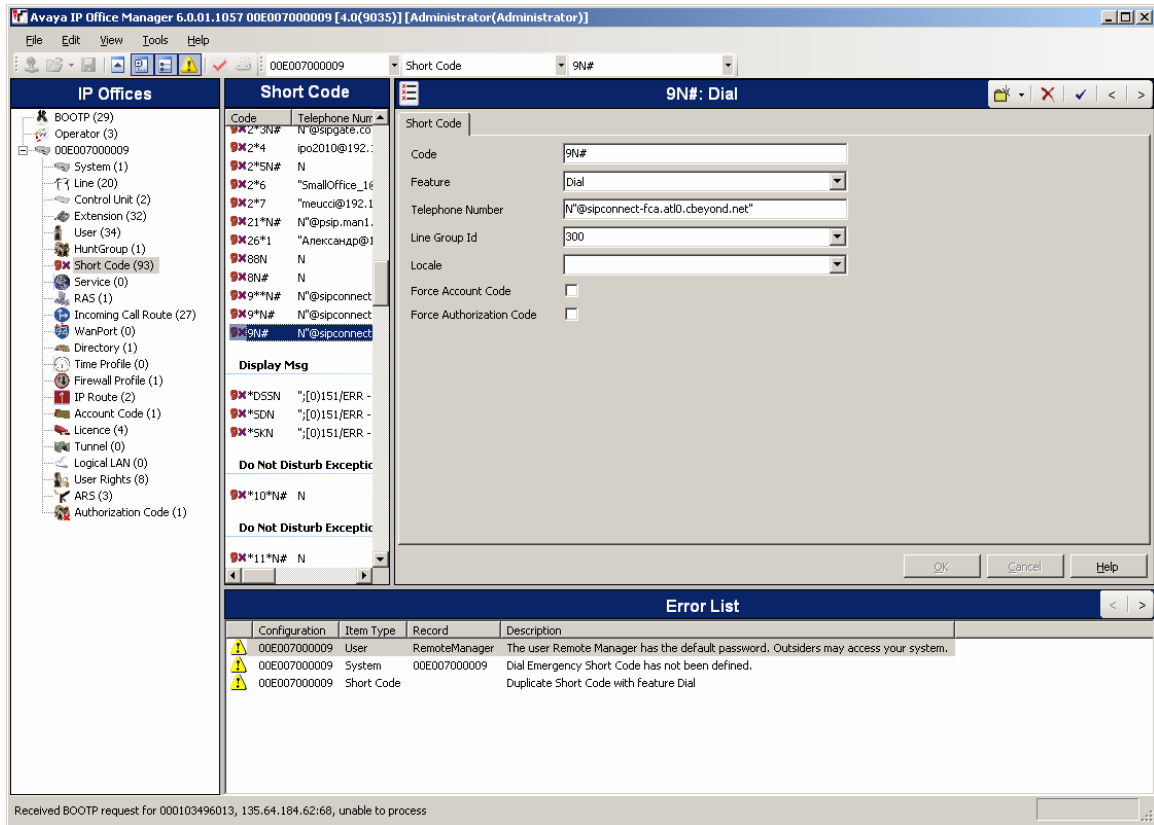 Avaya IP Office Manager 6.0.01.1057 00E007000009 [4.0(9035)] [Administrator(Administrator)]
File Edit View Tools Help
00E007000009 Short Code 9N#
IP Offices
BOOTP (29)
Operator (3)
00E007000009
System (1)
Line (20)
Control Unit (2)
Extension (32)
User (34)
HuntGroup (1)
Short Code (93)
Service (0)
RAS (1)
Incoming Call Route (27)
WanPort (0)
Directory (1)
Time Profile (0)
Firewall Profile (1)
IP Route (2)
Account Code (1)
Licence (4)
Tunnel (0)
Logical LAN (0)
User Rights (8)
ARS (3)
Authorization Code (1)
Short Code
Code Telephone Num
*2*3N# N"@sipgate.co
*2*4 ipo2010@192.1
*2*5N# N
*2*6 "SmallOffice_1@
*2*7 "meucci@192.1
*21*N# N"@psip.man1.
*26*1 "Александр@1
*88N N
*8N# N
*9**N# N"@sipconnect
*9*N# N"@sipconnect
9N# N"@sipconnect
Display Msg
*DSSN ";[0)151/ERR -
*SDN ";[0)151/ERR -
*SKN ";[0)151/ERR -
Do Not Disturb Exceptic
*10*N# N
Do Not Disturb Exceptic
*11*N# N
9N#: Dial
Short Code
Code 9N#
Feature Dial
Telephone Number N"@sipconnect-fca.atl0.cbeyond.net"
Line Group Id 300
Locale
Force Account Code
Force Authorization Code
OK Cancel Help
Error List
Configuration Item Type Record Description
00E007000009 User RemoteManager The user Remote Manager has the default password. Outsiders may access your system.
00E007000009 System 00E007000009 Dial Emergency Short Code has not been defined.
00E007000009 Short Code Duplicate Short Code with feature Dial
Received BOOTP request for 000103496013, 135.64.184.62:68, unable to process